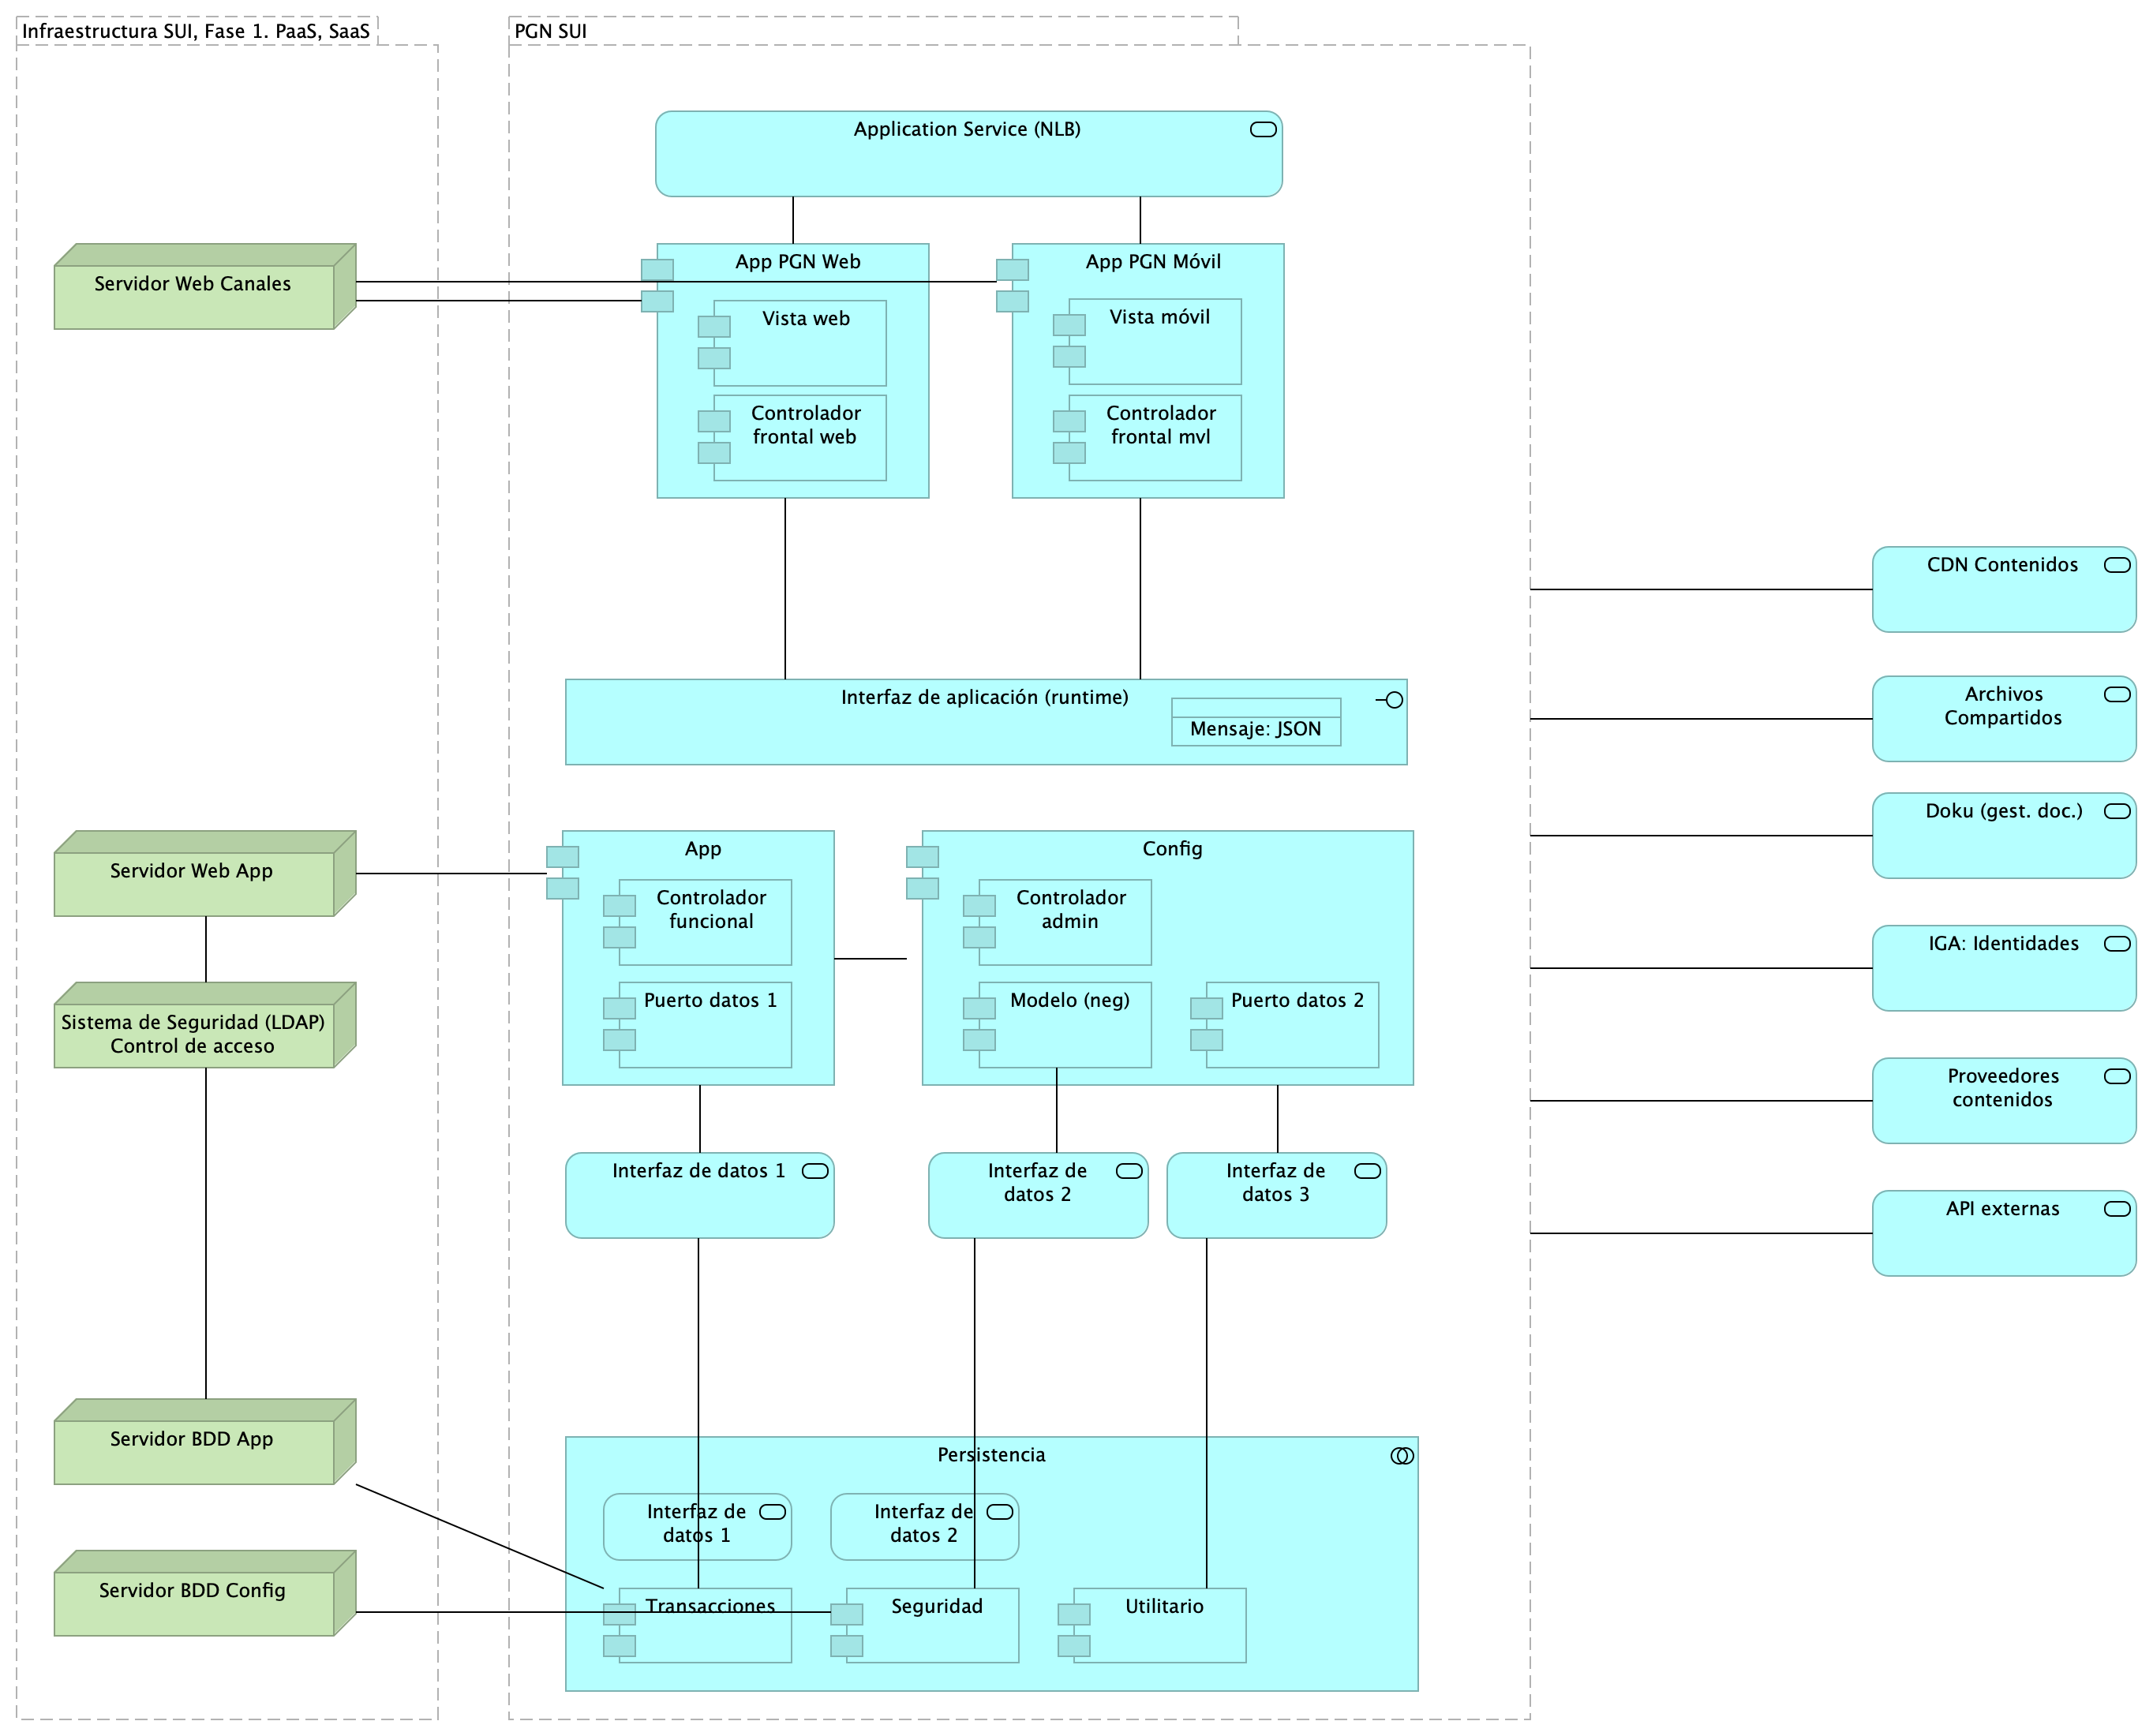 Infraestructura SUI, Fase 1. PaaS, SaaS
PGN SUI
Application Service (NLB)
Servidor Web Canales
App PGN Web
App PGN Móvil
Vista web
Vista móvil
Controlador
frontal web
Controlador
frontal mvl
CDN Contenidos
Interfaz de aplicación (runtime)
Mensaje: JSON
Archivos
Compartidos
Doku (gest. doc.)
Servidor Web App
App
Config
Controlador
funcional
Controlador
admin
IGA: Identidades
Sistema de Seguridad (LDAP)
Control de acceso
Puerto datos 1
Modelo (neg)
Puerto datos 2
Proveedores
contenidos
Interfaz de datos 1
Interfaz de
datos 2
Interfaz de
datos 3
API externas
Servidor BDD App
Persistencia
Interfaz de
datos 1
Interfaz de
datos 2
Servidor BDD Config
Transacciones
Seguridad
Utilitario